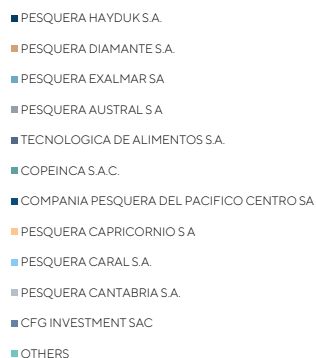 PESQUERA HAYDUK S.A.
PESQUERA DIAMANTE S.A.
PESQUERA EXALMAR SA
PESQUERA AUSTRAL S A
TECNOLOGICA DE ALIMENTOS S.A.
COPEINCA S.A.C.
COMPANIA PESQUERA DEL PACIFICO CENTRO SA
PESQUERA CAPRICORNIO S A
PESQUERA CARAL S.A.
PESQUERA CANTABRIA S.A.
CFG INVESTMENT SAC
OTHERS